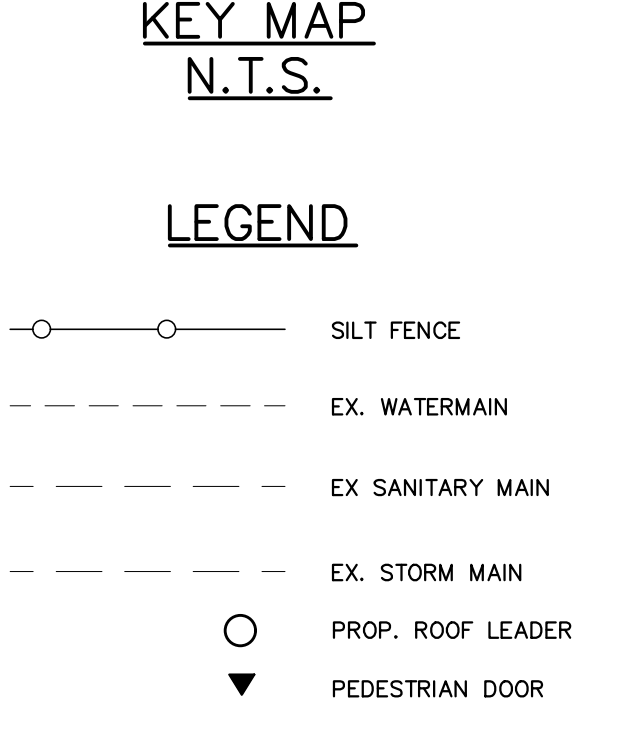 KEY MAP
N.T.S.
LEGEND
SILT FENCE
EX. WATERMAIN
EX SANITARY MAIN
EX. STORM MAIN
PROP. ROOF LEADER
PEDESTRIAN DOOR